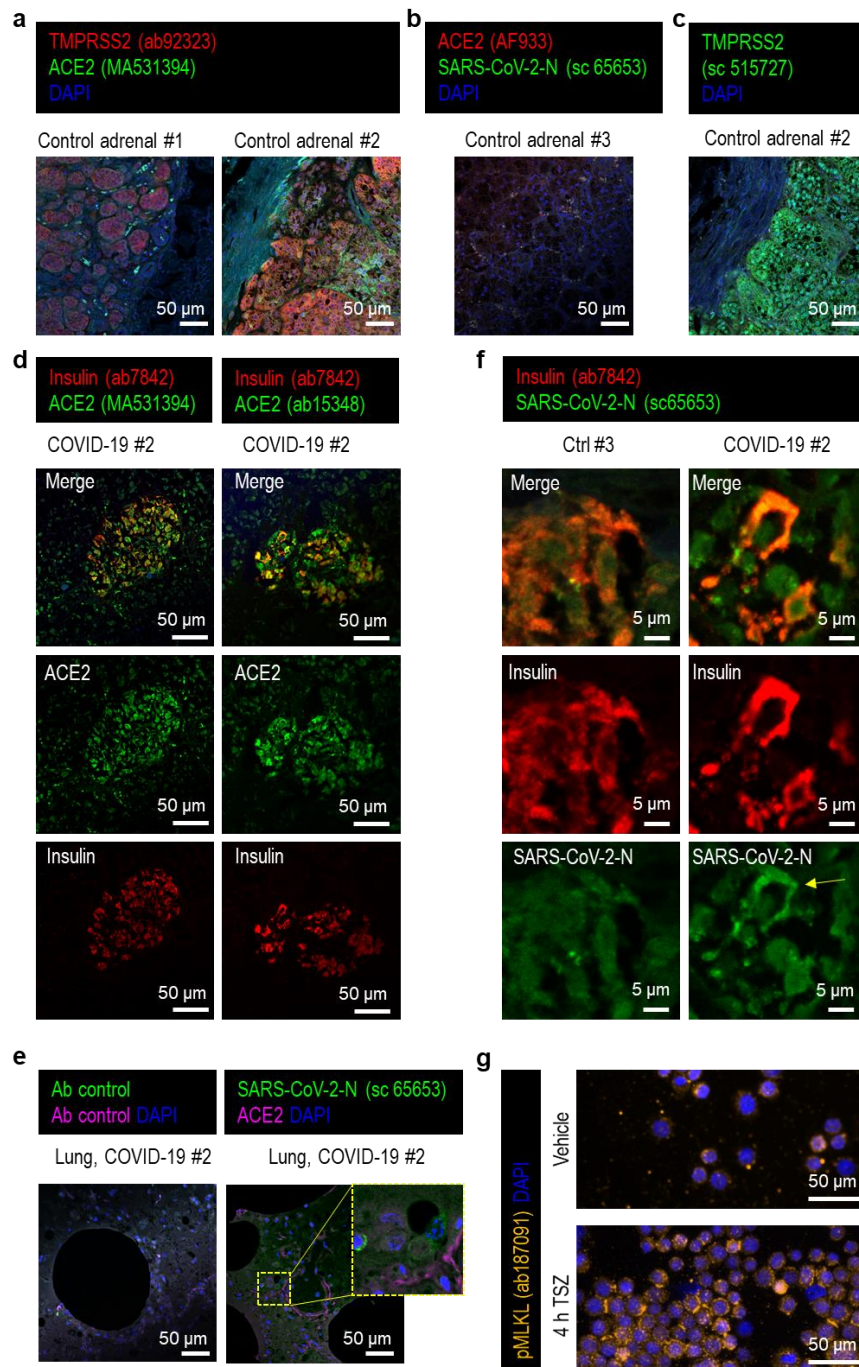 a
TMPRSS2 (ab92323)
ACE2 (MA531394)
DAPI
Control adrenal #1
Control adrenal #2
50 µm
50 µm
b
ACE2 (AF933)
SARS-CoV-2-N (sc 65653)
DAPI
Control adrenal #3
50 µm
c
TMPRSS2
(sc 515727)
DAPI
Control adrenal #2
50 µm
d
Insulin (ab7842)
ACE2 (MA531394)
COVID-19 #2
Insulin (ab7842)
ACE2 (ab15348)
COVID-19 #2
Merge
50 µm
50 µm
ACE2
50 µm
50 µm
Insulin
50 µm
Insulin
50 µm
f
Insulin (ab7842)
SARS-CoV-2-N (sc65653)
Ctrl #3
COVID-19 #2
Merge
5 µm
Merge
5 µm
Insulin
5 µm
Insulin
5 µm
SARS-CoV-2-N
5 µm
SARS-CoV-2-N
5 µm
e
Ab control
Ab control DAPI
Lung, COVID-19 #2
50 µm
SARS-CoV-2-N (sc 65653)
ACE2 DAPI
Lung, COVID-19 #2
50 µm
g
pMLKL (ab187091) DAPI
Vehicle
50 µm
4 h TSZ
50 µm